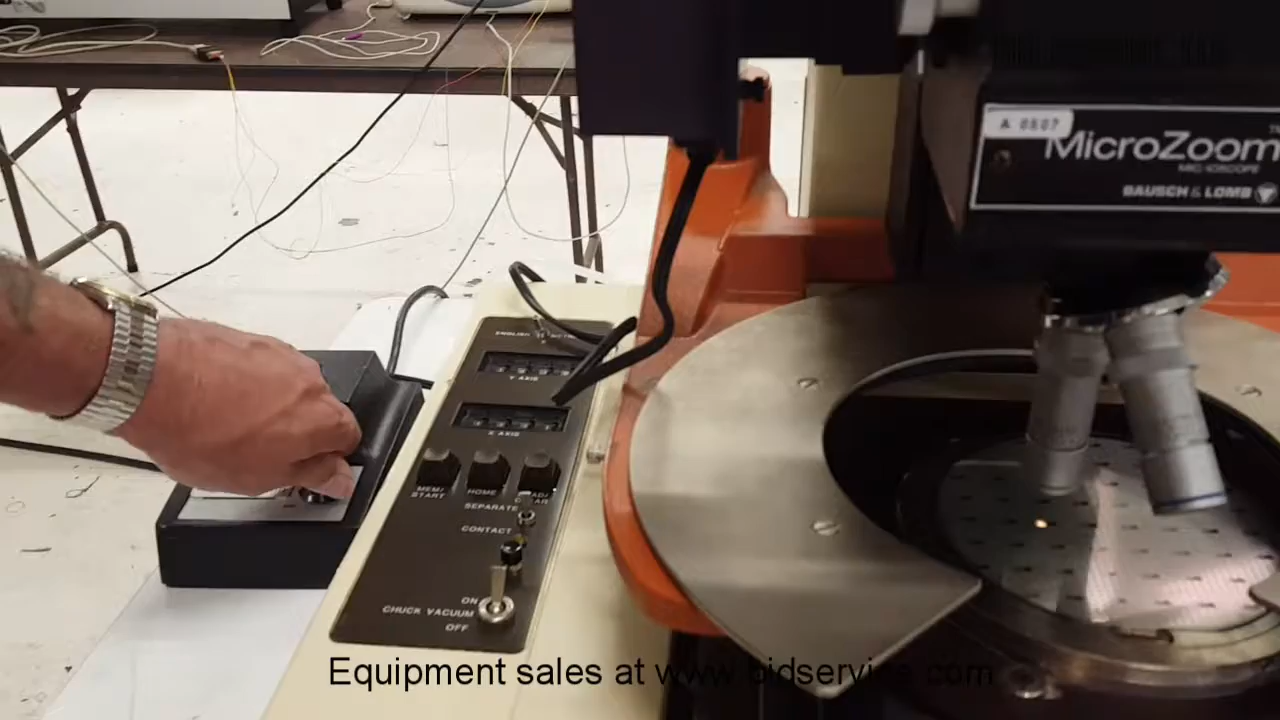 A 0607
MicroZoom
MICROSCOPE
BAUSCH & LOMB
ENGLISH
Y AXIS
X AXIS
MEM/
START
HOME
SEPARATE
CONTACT
ON
CHUCK VACUUM
OFF
Equipment sales at www.bidservice.com